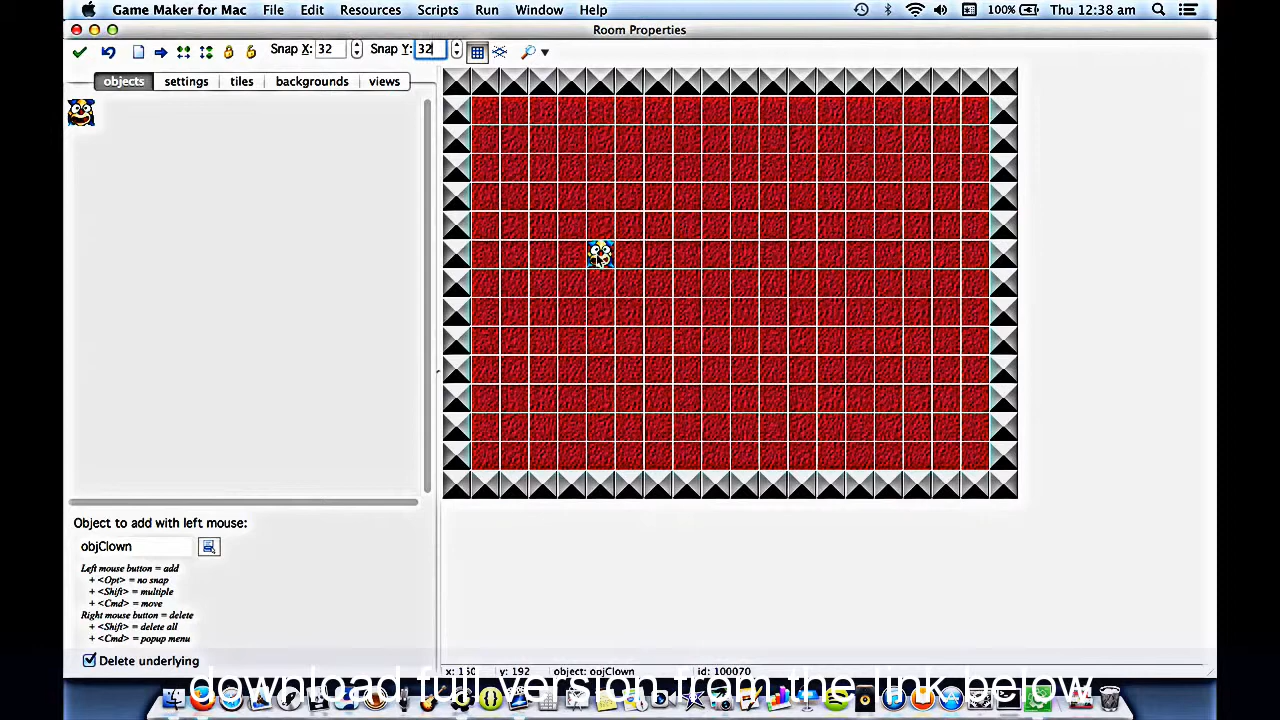 Game Maker for Mac File Edit Resources Scripts Run Window Help 100% Thu 12:38 am
Room Properties
Snap X: 32 Snap Y: 32
objects settings tiles backgrounds views
Object to add with left mouse:
objClown
Left mouse button = add
+ <Opt> = no snap
+ <Shift> = multiple
+ <Cmd> = move
Right mouse button = delete
+ <Shift> = delete all
+ <Cmd> = popup menu
Delete underlying
y: 192 object: objClown id: 100070
download full version from the link below